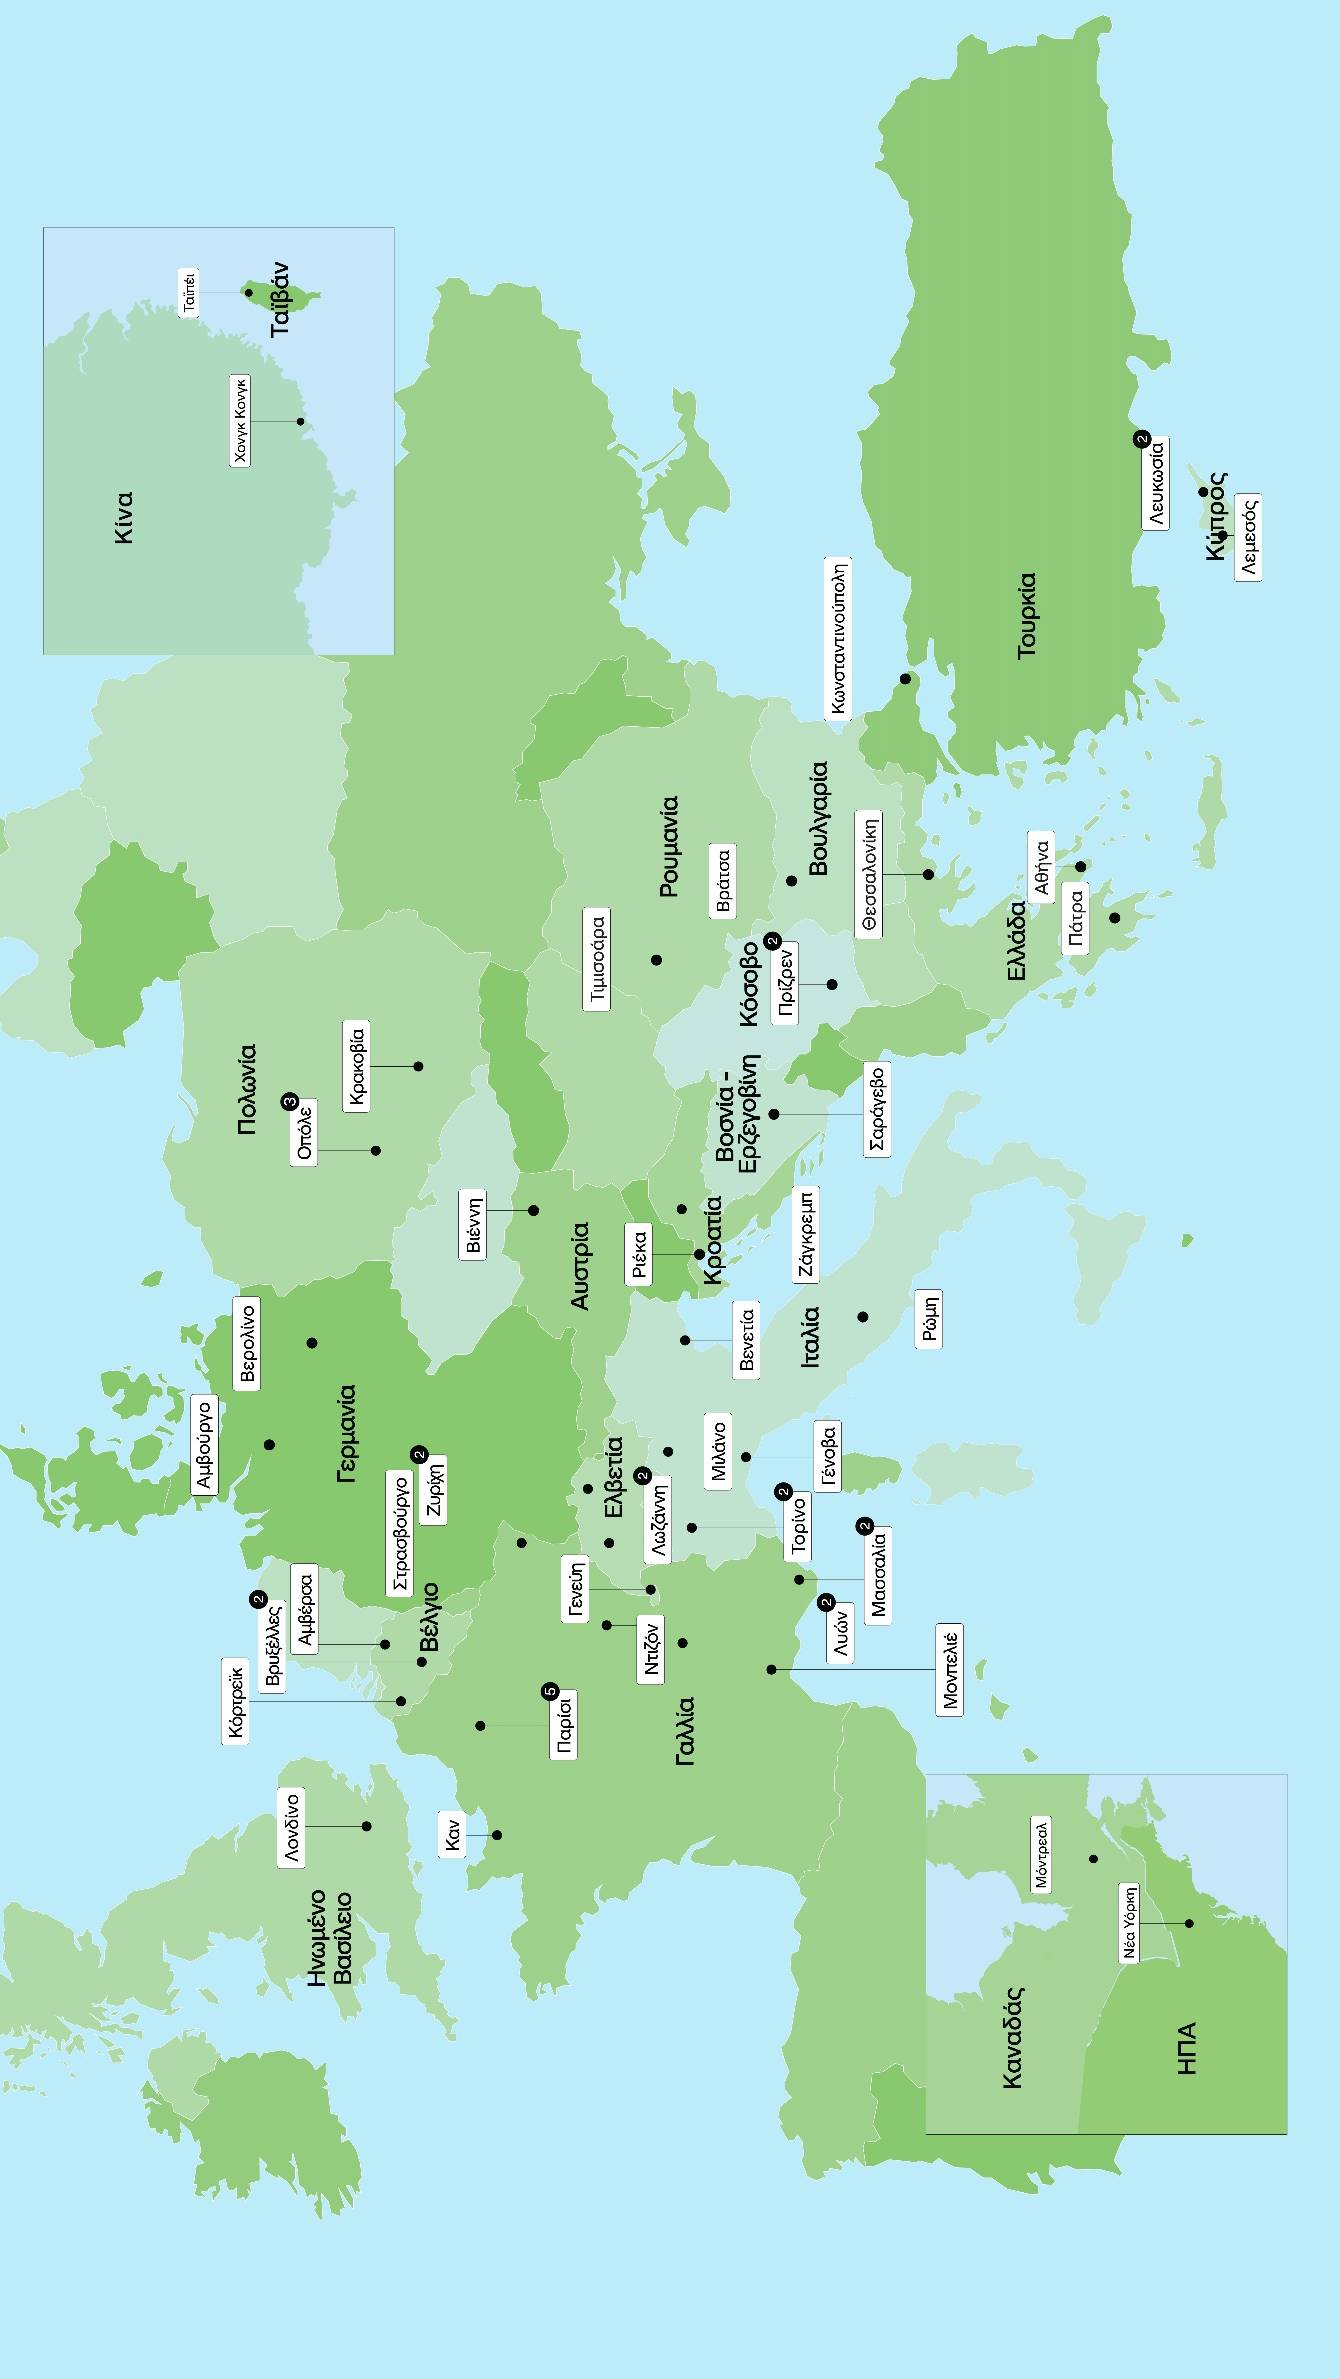 Ηνωμένο
Βασίλειο
Λονδίνο
Κόρτρεϊκ
Βρυξέλλες
2
Αμβέρσα
Βέλγιο
Αμβούργο
Βερολίνο
Γερμανία
Στρασβούργο
Ζυρίχη
2
Πολωνία
Οπόλε
3
Κρακοβία
Κίνα
Χονγκ Κονγκ
Ταϊπέι
Ταϊβάν
Καν
Παρίσι
5
Γαλλία
Ντιζόν
Γενεύη
Λωζάννη
2
Ελβετία
Βιέννη
Αυστρία
Ριέκα
Κροατία
Ζάγκρεμπ
Βοσνία -
Ερζεγοβίνη
Σαράγεβο
Κόσοβο
Πρίζρεν
2
Τιμισοάρα
Ρουμανία
Βράτσα
Βουλγαρία
Μιλάνο
Βενετία
Ιταλία
Ρώμη
Γένοβα
Τορίνο
2
Μασσαλία
2
Λυών
2
Μονπελιέ
Θεσσαλονίκη
Ελλάδα
Πάτρα
Αθήνα
Κωνσταντινούπολη
Τουρκία
Λευκωσία
2
Κύπρος
Λεμεσός
Καναδάς
Μόντρεαλ
Νέα Υόρκη
ΗΠΑ